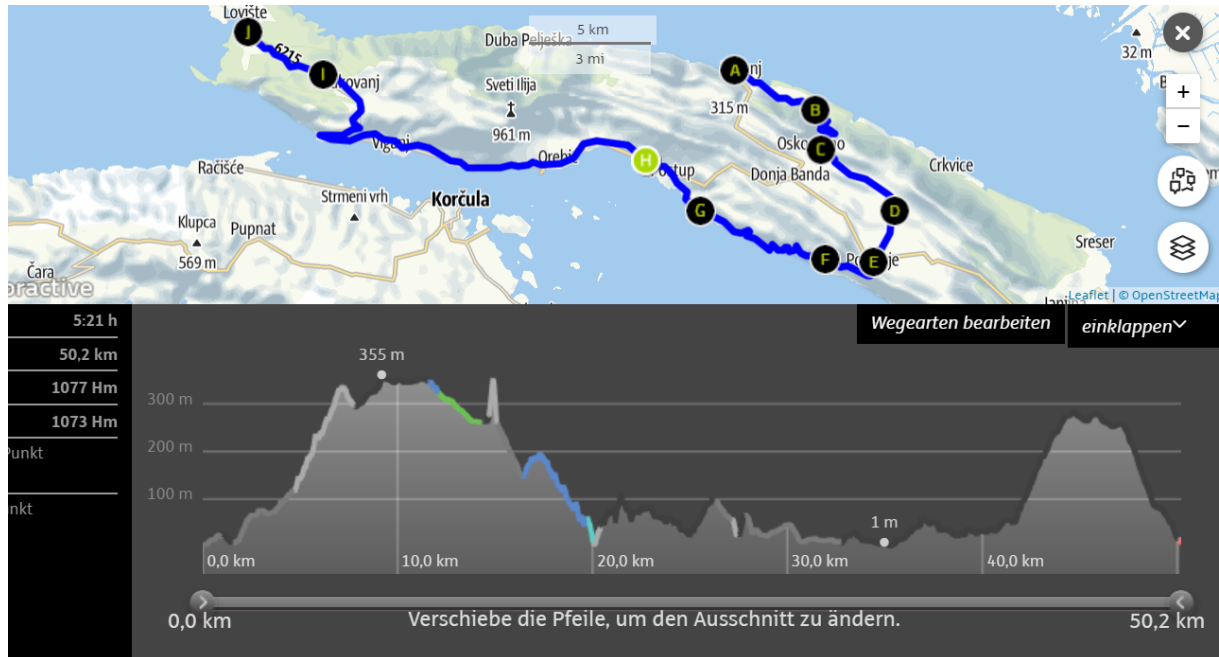 Lovište
J
6215
Duba Pelješka
5 km
3 mi
A
32 m
I
Sveti Ilija
315 m
B
+
961 m
−
C
Viganj
Orebić
H
Račišće
Donja Banda
Crkvice
Strmeni vrh
Korčula
G
D
Klupca
Pupnat
Sreser
569 m
F
E
Čara
Leaflet | © OpenStreetMap
5:21 h
Wegearten bearbeiten
einklappen
50,2 km
355 m
1077 Hm
300 m
1073 Hm
200 m
100 m
1 m
0,0 km
10,0 km
20,0 km
30,0 km
40,0 km
0,0 km
Verschiebe die Pfeile, um den Ausschnitt zu ändern.
50,2 km